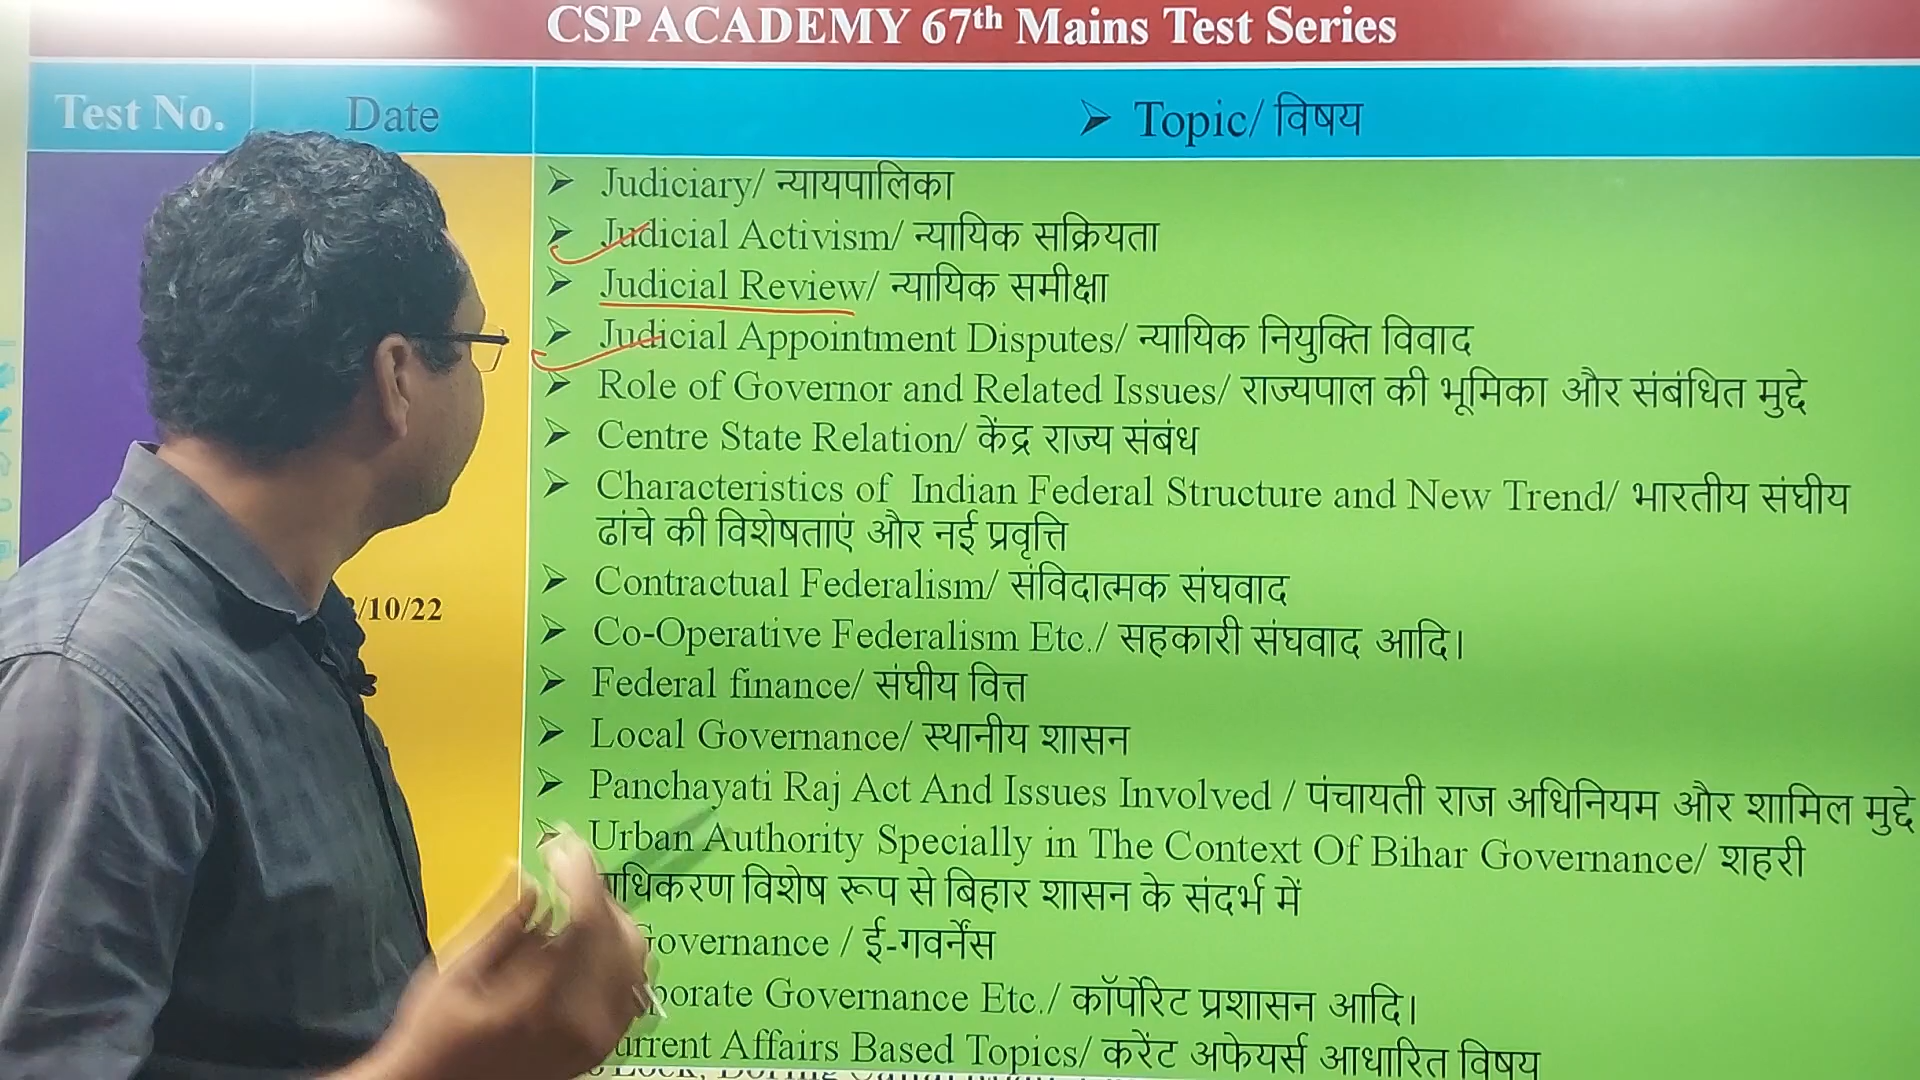 CSP ACADEMY 67th Mains Test Series
Test No.
Date
➢ Topic/ विषय
➢ Judiciary/ न्यायपालिका
➢ Judicial Activism/ न्यायिक सक्रियता
➢ Judicial Review/ न्यायिक समीक्षा
➢ Judicial Appointment Disputes/ न्यायिक नियुक्ति विवाद
➢ Role of Governor and Related Issues/ राज्यपाल की भूमिका और संबंधित मुद्दे
➢ Centre State Relation/ केंद्र राज्य संबंध
➢ Characteristics of Indian Federal Structure and New Trend/ भारतीय संघीय
ढांचे की विशेषताएं और नई प्रवृत्ति
➢ Contractual Federalism/ संविदात्मक संघवाद
/10/22
➢ Co-Operative Federalism Etc./ सहकारी संघवाद आदि।
➢ Federal finance/ संघीय वित्त
➢ Local Governance/ स्थानीय शासन
➢ Panchayati Raj Act And Issues Involved / पंचायती राज अधिनियम और शामिल मुद्दे
➢ Urban Authority Specially in The Context Of Bihar Governance/ शहरी
विशेष रूप से बिहार शासन के संदर्भ में
Governance / ई-गवर्नेंस
porate Governance Etc./ कॉर्पोरेट प्रशासन आदि।
urrent Affairs Based Topics/ करेंट अफेयर्स आधारित विषय